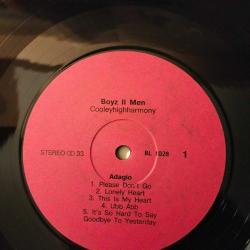 Boyz II Men
Cooleyhighharmony
STEREO CD 33
BL 1028
1
Adagio
1. Please Don't Go
2. Lonely Heart
3. This Is My Heart
4. Uhh Ahh
5. It's So Hard To Say
Goodbye To Yesterday